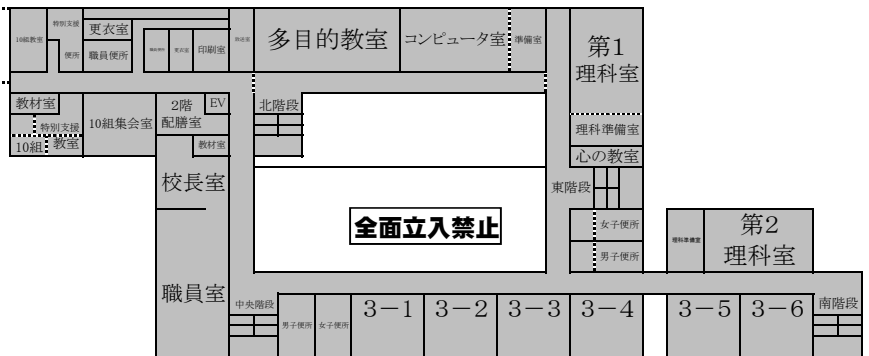 10組教室
特別支援
便所
更衣室
職員便所
更衣室
印刷室
放送室
多目的教室
コンピュータ室
準備室
第1
理科室
教材室
特別支援
10組
教室
10組集会室
2階
配膳室
EV
北階段
教材室
理科準備室
心の教室
校長室
東階段
全面立入禁止
女子便所
男子便所
理科準備室
第2
理科室
職員室
中央階段
男子便所
女子便所
3－1
3－2
3－3
3－4
3－5
3－6
南階段